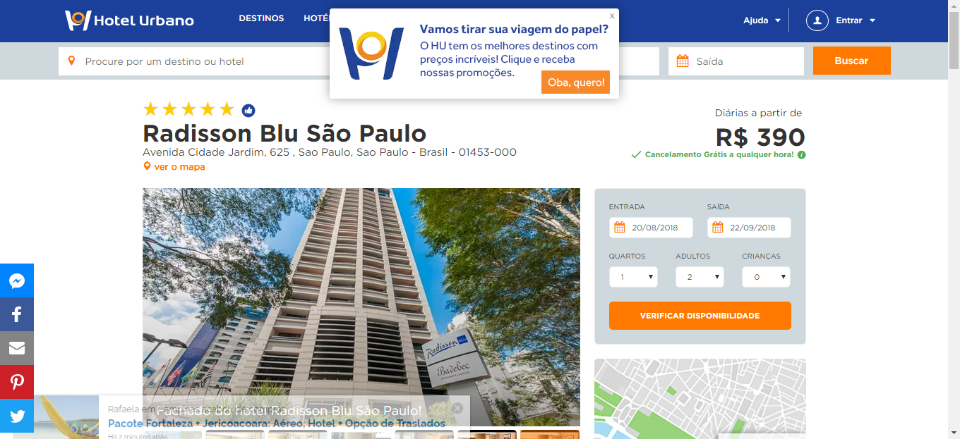 Hotel Urbano
DESTINOS
HOTÉ
Ajuda
Entrar
x
Vamos tirar sua viagem do papel?
O HU tem os melhores destinos com
preços incríveis! Clique e receba
nossas promoções.
Oba, quero!
Procure por um destino ou hotel
Saída
Buscar
Radisson Blu São Paulo
Avenida Cidade Jardim, 625 , Sao Paulo, Sao Paulo - Brasil - 01453-000
ver o mapa
Diárias a partir de
R$ 390
Cancelamento Grátis a qualquer hora!
ENTRADA
SAÍDA
20/08/2018
22/09/2018
QUARTOS
ADULTOS
CRIANÇAS
1
2
0
VERIFICAR DISPONIBILIDADE
Radisson
Badebec
Rafaela em
Fachada do hotel Radisson Blu São Paulo!
Pacote Fortaleza + Jericoacoara: Aéreo, Hotel + Opção de Traslados
Há 2 minutos atrás